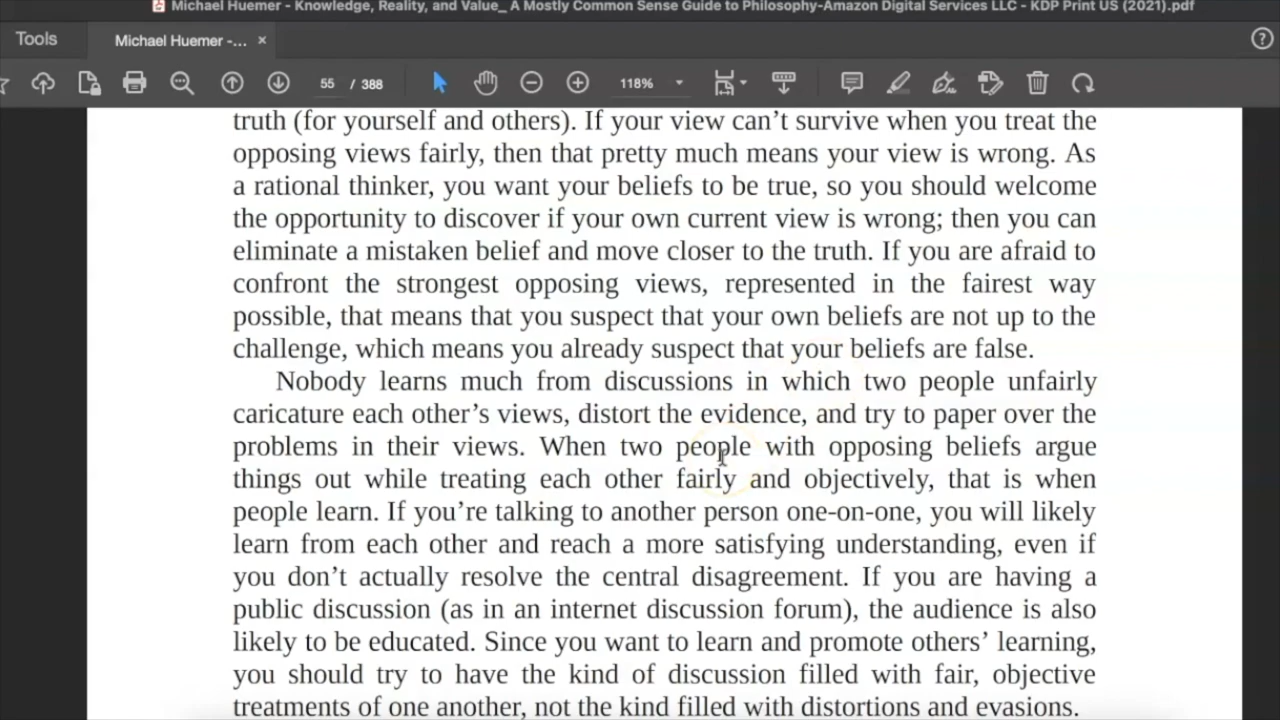 Michael Huemer - Knowledge, Reality, and Value_ A Mostly Common Sense Guide to Philosophy-Amazon Digital Services LLC - KDP Print US (2021).pdf
Tools
Michael Huemer -... ×
?
55 / 388
118%
truth (for yourself and others). If your view can’t survive when you treat the
opposing views fairly, then that pretty much means your view is wrong. As
a rational thinker, you want your beliefs to be true, so you should welcome
the opportunity to discover if your own current view is wrong; then you can
eliminate a mistaken belief and move closer to the truth. If you are afraid to
confront the strongest opposing views, represented in the fairest way
possible, that means that you suspect that your own beliefs are not up to the
challenge, which means you already suspect that your beliefs are false.
Nobody learns much from discussions in which two people unfairly
caricature each other’s views, distort the evidence, and try to paper over the
problems in their views. When two people with opposing beliefs argue
things out while treating each other fairly and objectively, that is when
people learn. If you’re talking to another person one-on-one, you will likely
learn from each other and reach a more satisfying understanding, even if
you don’t actually resolve the central disagreement. If you are having a
public discussion (as in an internet discussion forum), the audience is also
likely to be educated. Since you want to learn and promote others’ learning,
you should try to have the kind of discussion filled with fair, objective
treatments of one another, not the kind filled with distortions and evasions.